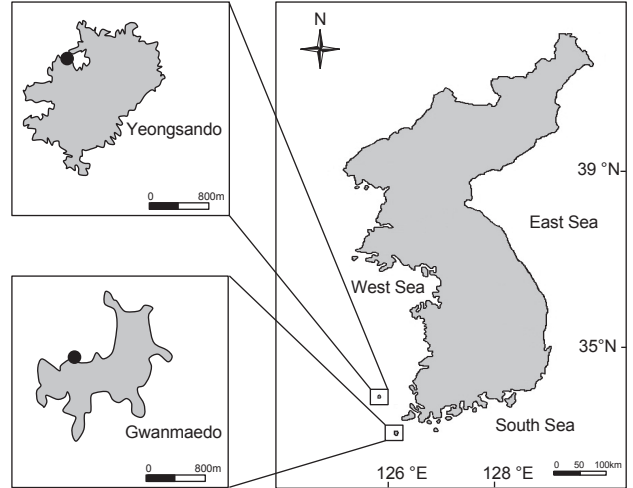 Yeongsando
0 800m
Gwanmaedo
0 800m
N
39 °N
East Sea
West Sea
35°N
South Sea
126 °E 128 °E
0 50 100km